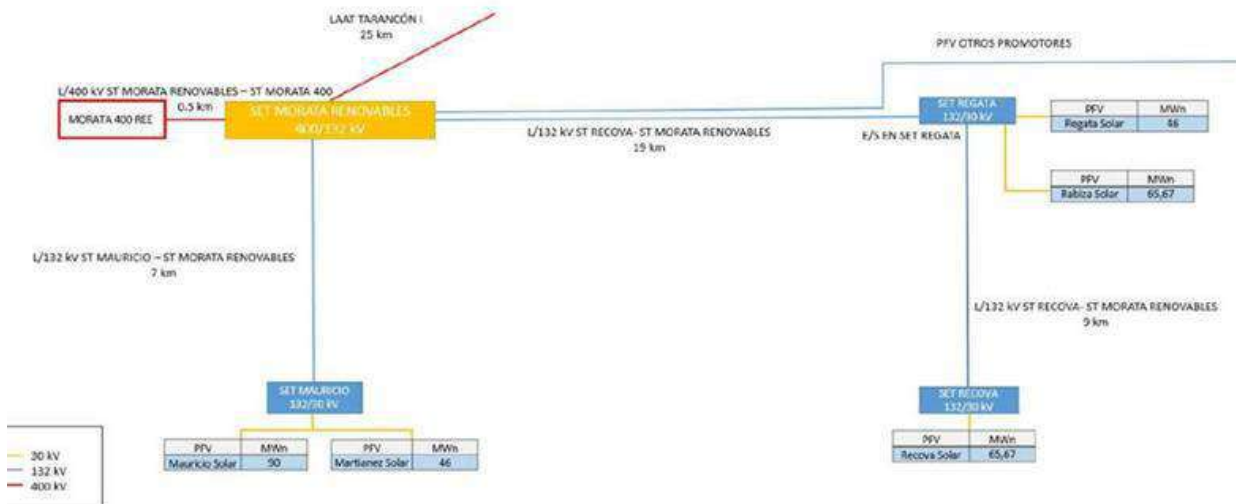 LAAT TARANCÓN I
25 km
PFV OTROS PROMOTORES
L/400 kV ST MORATA RENOVABLES – ST MORATA 400
0.5 km
MORATA 400 REE
SET MORATA RENOVABLES
400/132 kV
L/132 kV ST RECOVA- ST MORATA RENOVABLES
19 km
SET REGATA
132/30 kV
E/S EN SET REGATA
PFV MWn
Regata Solar 46
PFV MWn
Rabiza Solar 65,67
L/132 kV ST MAURICIO – ST MORATA RENOVABLES
7 km
L/132 kV ST RECOVA- ST MORATA RENOVABLES
9 km
SET MAURICIO
132/30 kV
PFV MWn
Mauricio Solar 90
PFV MWn
Martianez Solar 46
SET RECOVA
132/30 kV
PFV MWn
Recova Solar 65,67
30 kV
132 kV
400 kV